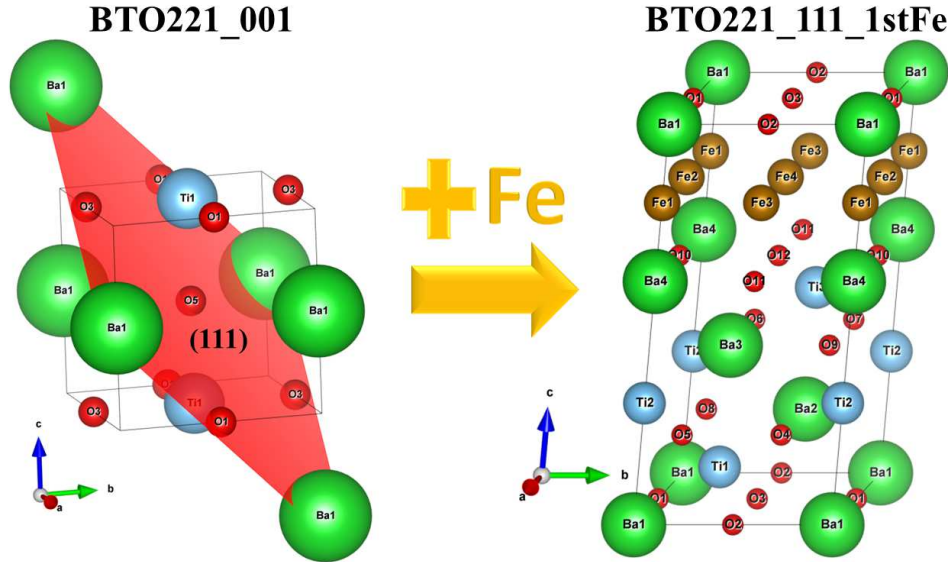 BTO221_001
BTO221_111_1stFe
Ba1
O1
Ti1
O3
O3
O1
Ba1
Ba1
O5
Ba1
Ba1
(111)
Ti1
O3
O3
O1
Ba1
c
b
a
+Fe
Ba1
O2
Ba1
O1
O3
O1
Ba1
O2
Ba1
Fe1
Fe3
Fe1
Fe2
Fe4
Fe2
Fe1
Fe3
Fe1
Ba4
O11
Ba4
O10
O12
O10
Ba4
O11
Ti3
Ba4
O6
O7
Ti2
Ba3
O9
Ti2
Ti2
O8
Ba2
Ti2
O5
O4
Ba1
Ti1
O2
Ba1
O1
O3
O1
Ba1
O2
Ba1
c
b
a